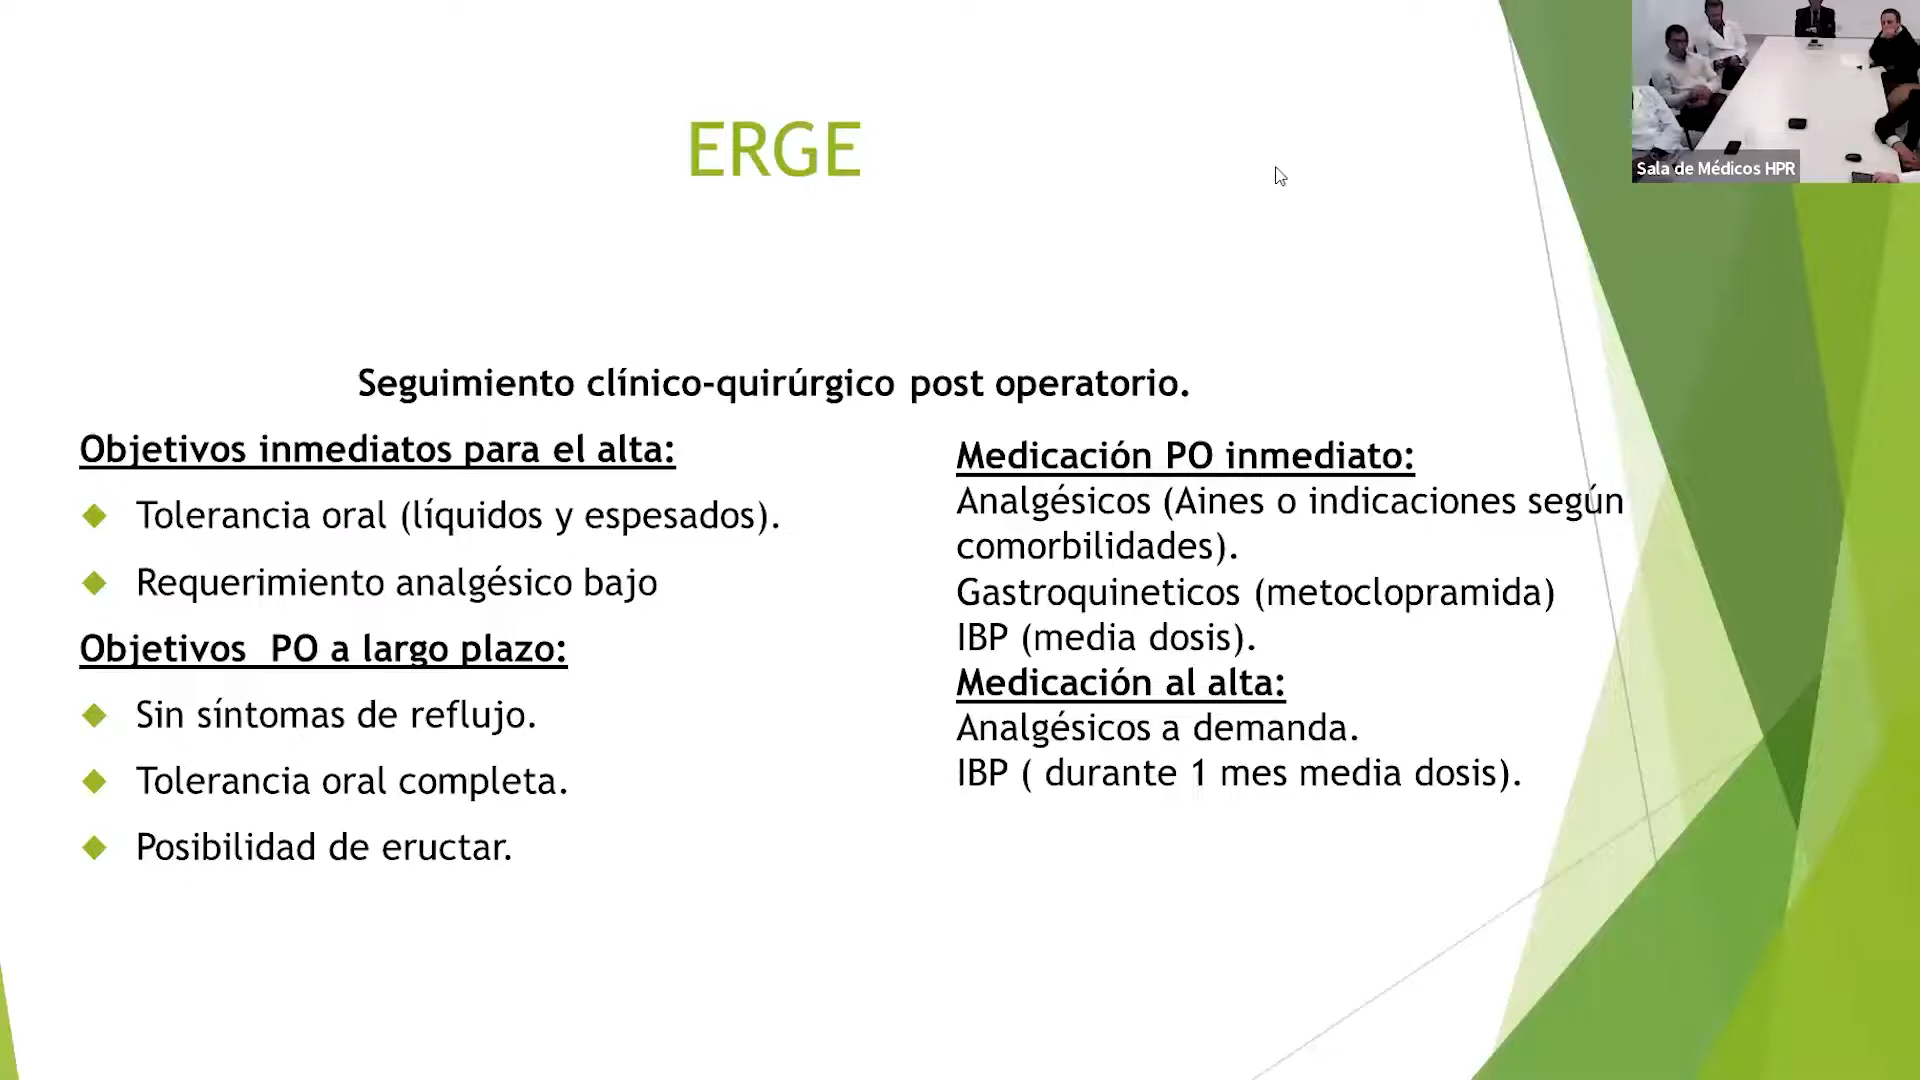 ERGE
Sala de Médicos HPR
Seguimiento clínico-quirúrgico post operatorio.
Objetivos inmediatos para el alta:
Tolerancia oral (líquidos y espesados).
Requerimiento analgésico bajo
Objetivos  PO a largo plazo:
Sin síntomas de reflujo.
Tolerancia oral completa.
Posibilidad de eructar.
Medicación PO inmediato:
Analgésicos (Aines o indicaciones según
comorbilidades).
Gastroquineticos (metoclopramida)
IBP (media dosis).
Medicación al alta:
Analgésicos a demanda.
IBP ( durante 1 mes media dosis).